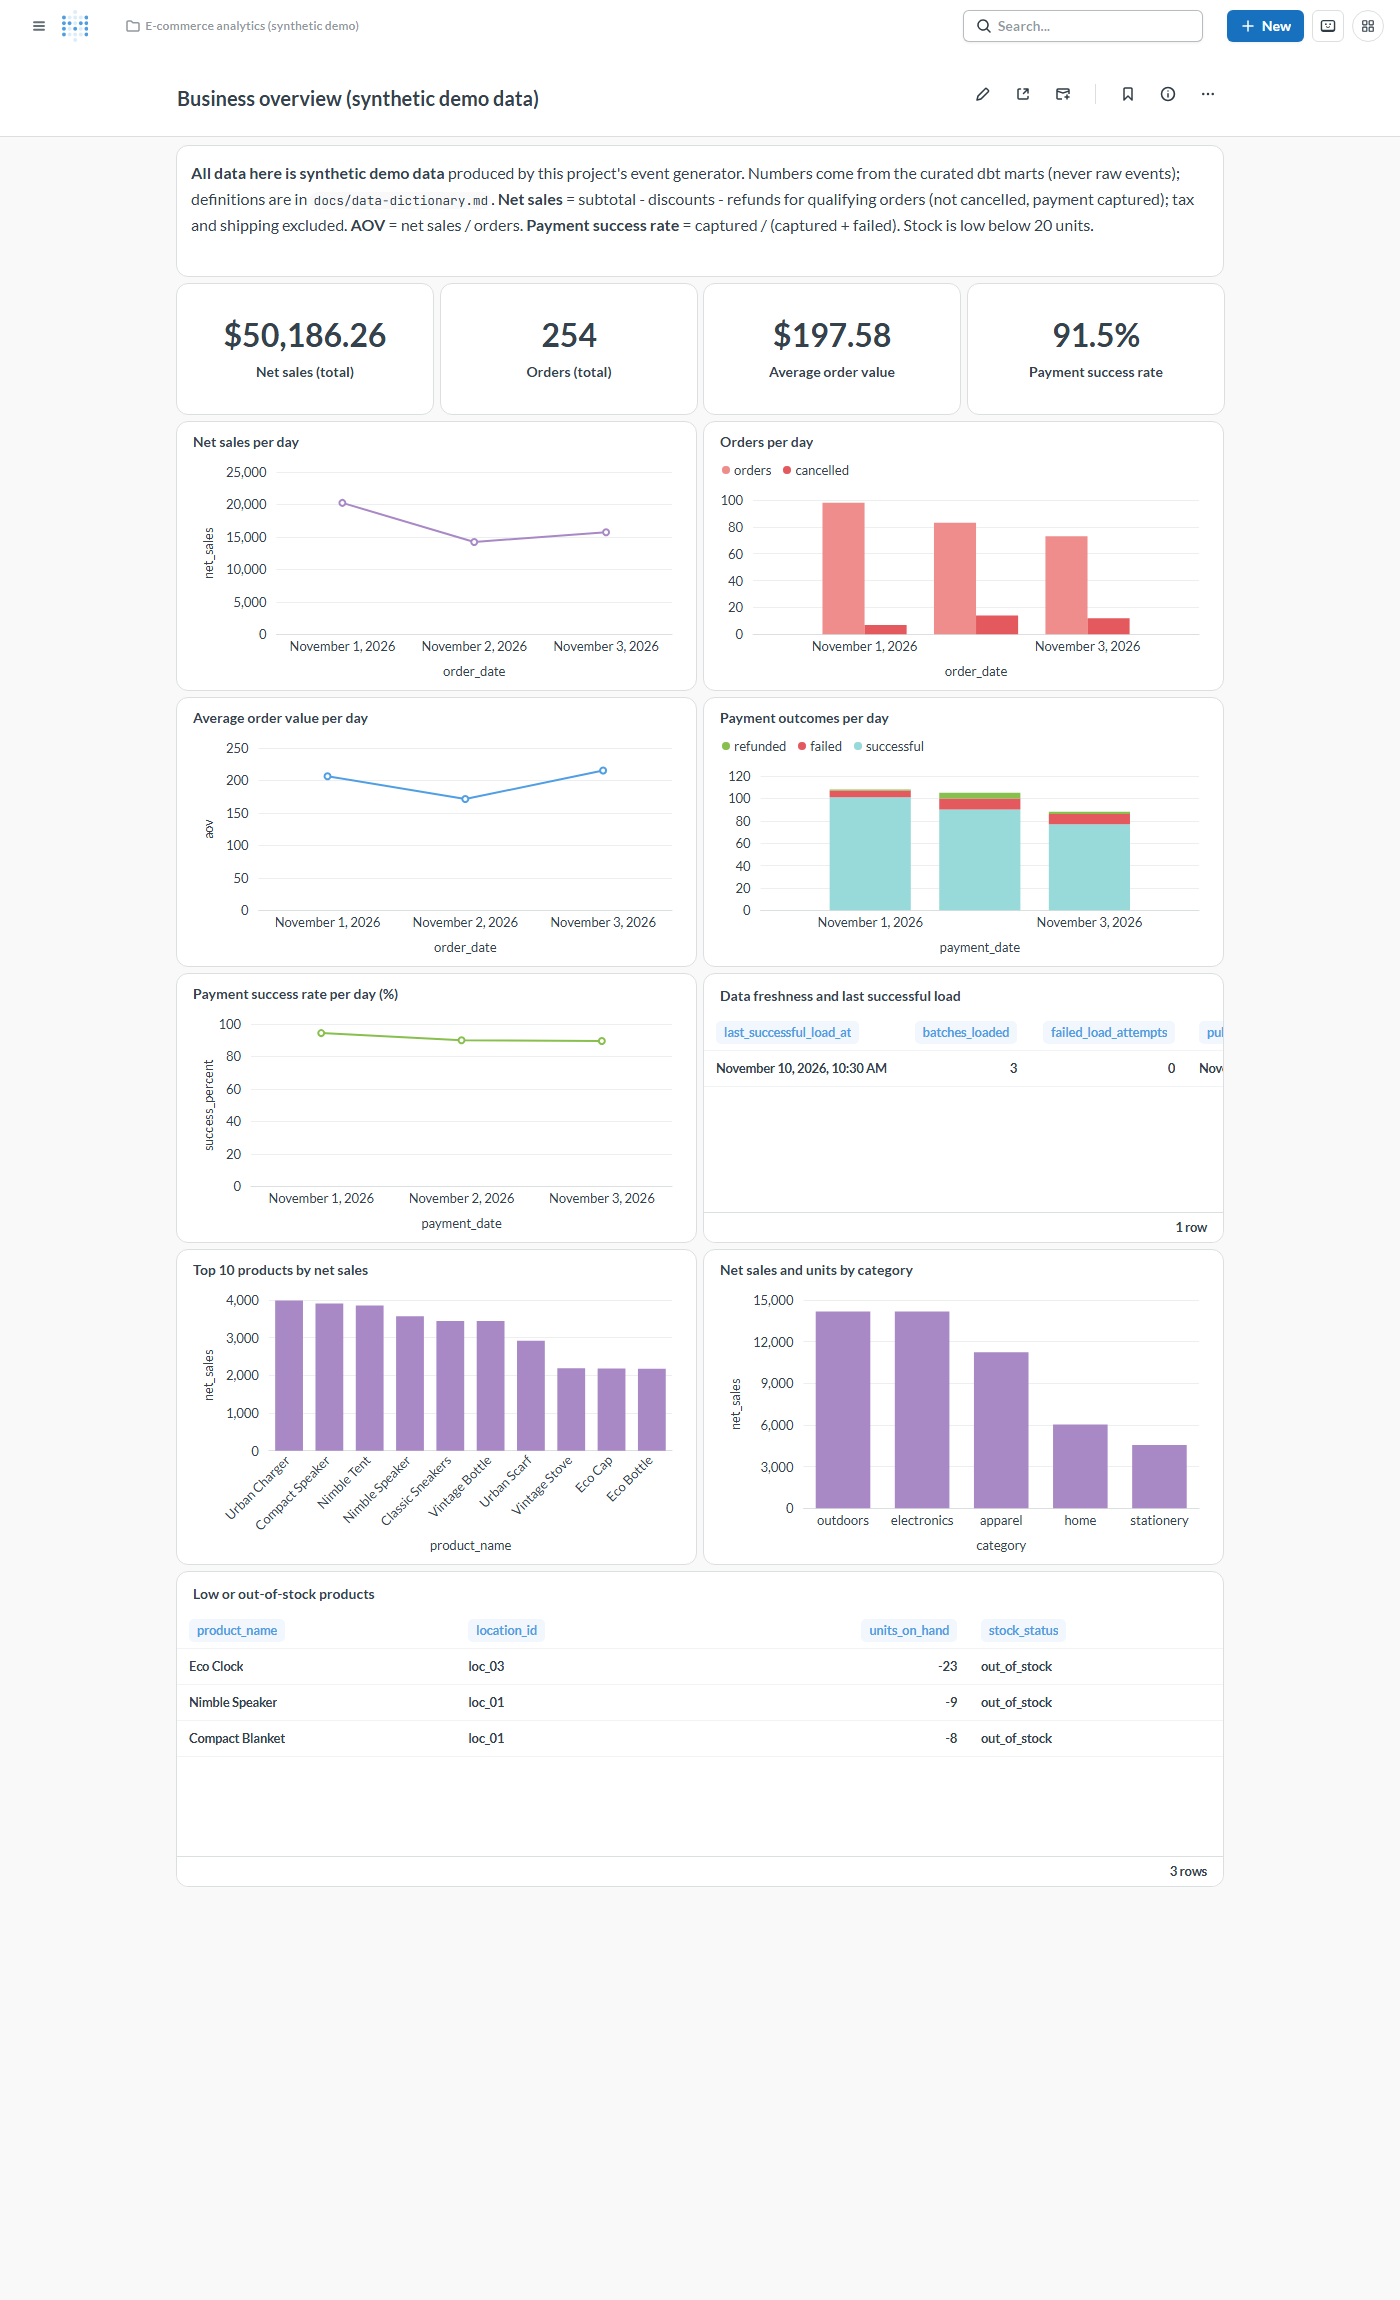 E-commerce analytics (synthetic demo)
Search...
New
Business overview (synthetic demo data)
All data here is synthetic demo data produced by this project's event generator. Numbers come from the curated dbt marts (never raw events);
definitions are in docs/data-dictionary.md. Net sales = subtotal - discounts - refunds for qualifying orders (not cancelled, payment captured); tax
and shipping excluded. AOV = net sales / orders. Payment success rate = captured / (captured + failed). Stock is low below 20 units.
$50,186.26
Net sales (total)
254
Orders (total)
$197.58
Average order value
91.5%
Payment success rate
Net sales per day
25,000
20,000
15,000
10,000
5,000
0
net_sales
November 1, 2026 November 2, 2026 November 3, 2026
order_date
Orders per day
orders cancelled
100
80
60
40
20
0
November 1, 2026 November 3, 2026
order_date
Average order value per day
250
200
150
100
50
0
aov
November 1, 2026 November 2, 2026 November 3, 2026
order_date
Payment outcomes per day
refunded failed successful
120
100
80
60
40
20
0
November 1, 2026 November 3, 2026
payment_date
Payment success rate per day (%)
100
80
60
40
20
0
success_percent
November 1, 2026 November 2, 2026 November 3, 2026
payment_date
Data freshness and last successful load
last_successful_load_at batches_loaded failed_load_attempts
November 10, 2026, 10:30 AM 3 0
1 row
Top 10 products by net sales
4,000
3,000
2,000
1,000
0
net_sales
Urban Charger
Compact Speaker
Nimble Tent
Nimble Speaker
Classic Sneakers
Vintage Bottle
Urban Scarf
Vintage Stove
Eco Cap
Eco Bottle
product_name
Net sales and units by category
15,000
12,000
9,000
6,000
3,000
0
net_sales
outdoors electronics apparel home stationery
category
Low or out-of-stock products
product_name location_id units_on_hand stock_status
Eco Clock loc_03 -23 out_of_stock
Nimble Speaker loc_01 -9 out_of_stock
Compact Blanket loc_01 -8 out_of_stock
3 rows